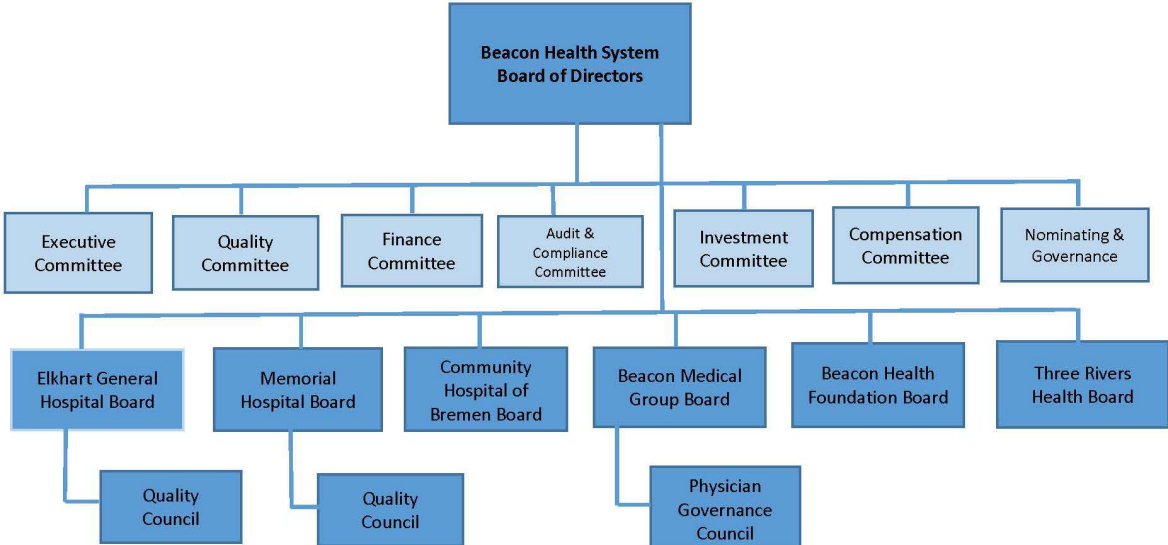 Beacon Health System
Board of Directors
Executive
Committee
Quality
Committee
Finance
Committee
Audit &
Compliance
Committee
Investment
Committee
Compensation
Committee
Nominating &
Governance
Elkhart General
Hospital Board
Memorial
Hospital Board
Community
Hospital of
Bremen Board
Beacon Medical
Group Board
Beacon Health
Foundation Board
Three Rivers
Health Board
Quality
Council
Quality
Council
Physician
Governance
Council